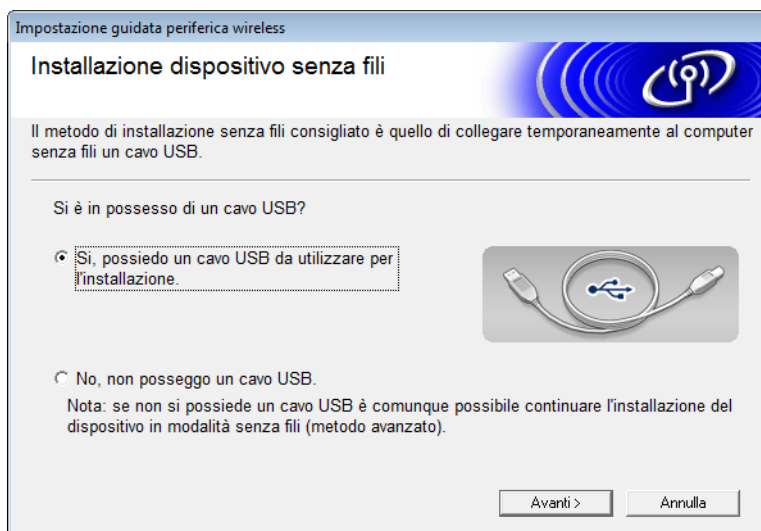 Impostazione guidata periferica wireless
Installazione dispositivo senza fili
Il metodo di installazione senza fili consigliato è quello di collegare temporaneamente al computer
senza fili un cavo USB.
Si è in possesso di un cavo USB?
Si, possiedo un cavo USB da utilizzare per
l'installazione.
No, non posseggo un cavo USB.
Nota: se non si possiede un cavo USB è comunque possibile continuare l'installazione del
dispositivo in modalità senza fili (metodo avanzato).
Avanti >
Annulla